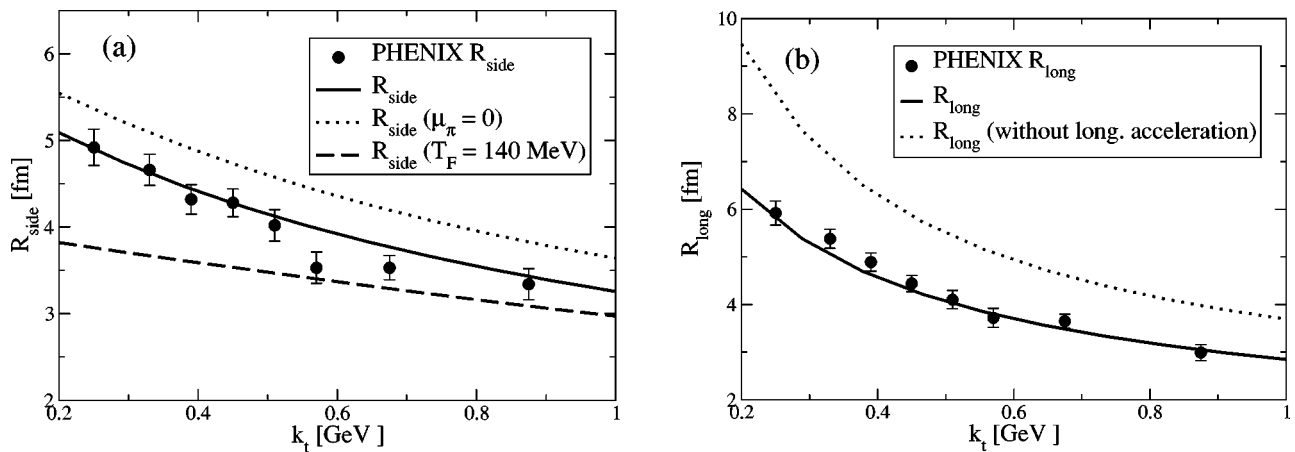 (a)
PHENIX R_side
R_side
R_side (μ_π = 0)
R_side (T_F = 140 MeV)
6
5
4
3
2
R_side [fm]
0.2 0.4 0.6 0.8 1
k_t [GeV ]
(b)
PHENIX R_long
R_long
R_long (without long. acceleration)
10
8
6
4
2
R_long [fm]
0.2 0.4 0.6 0.8 1
k_t [GeV ]